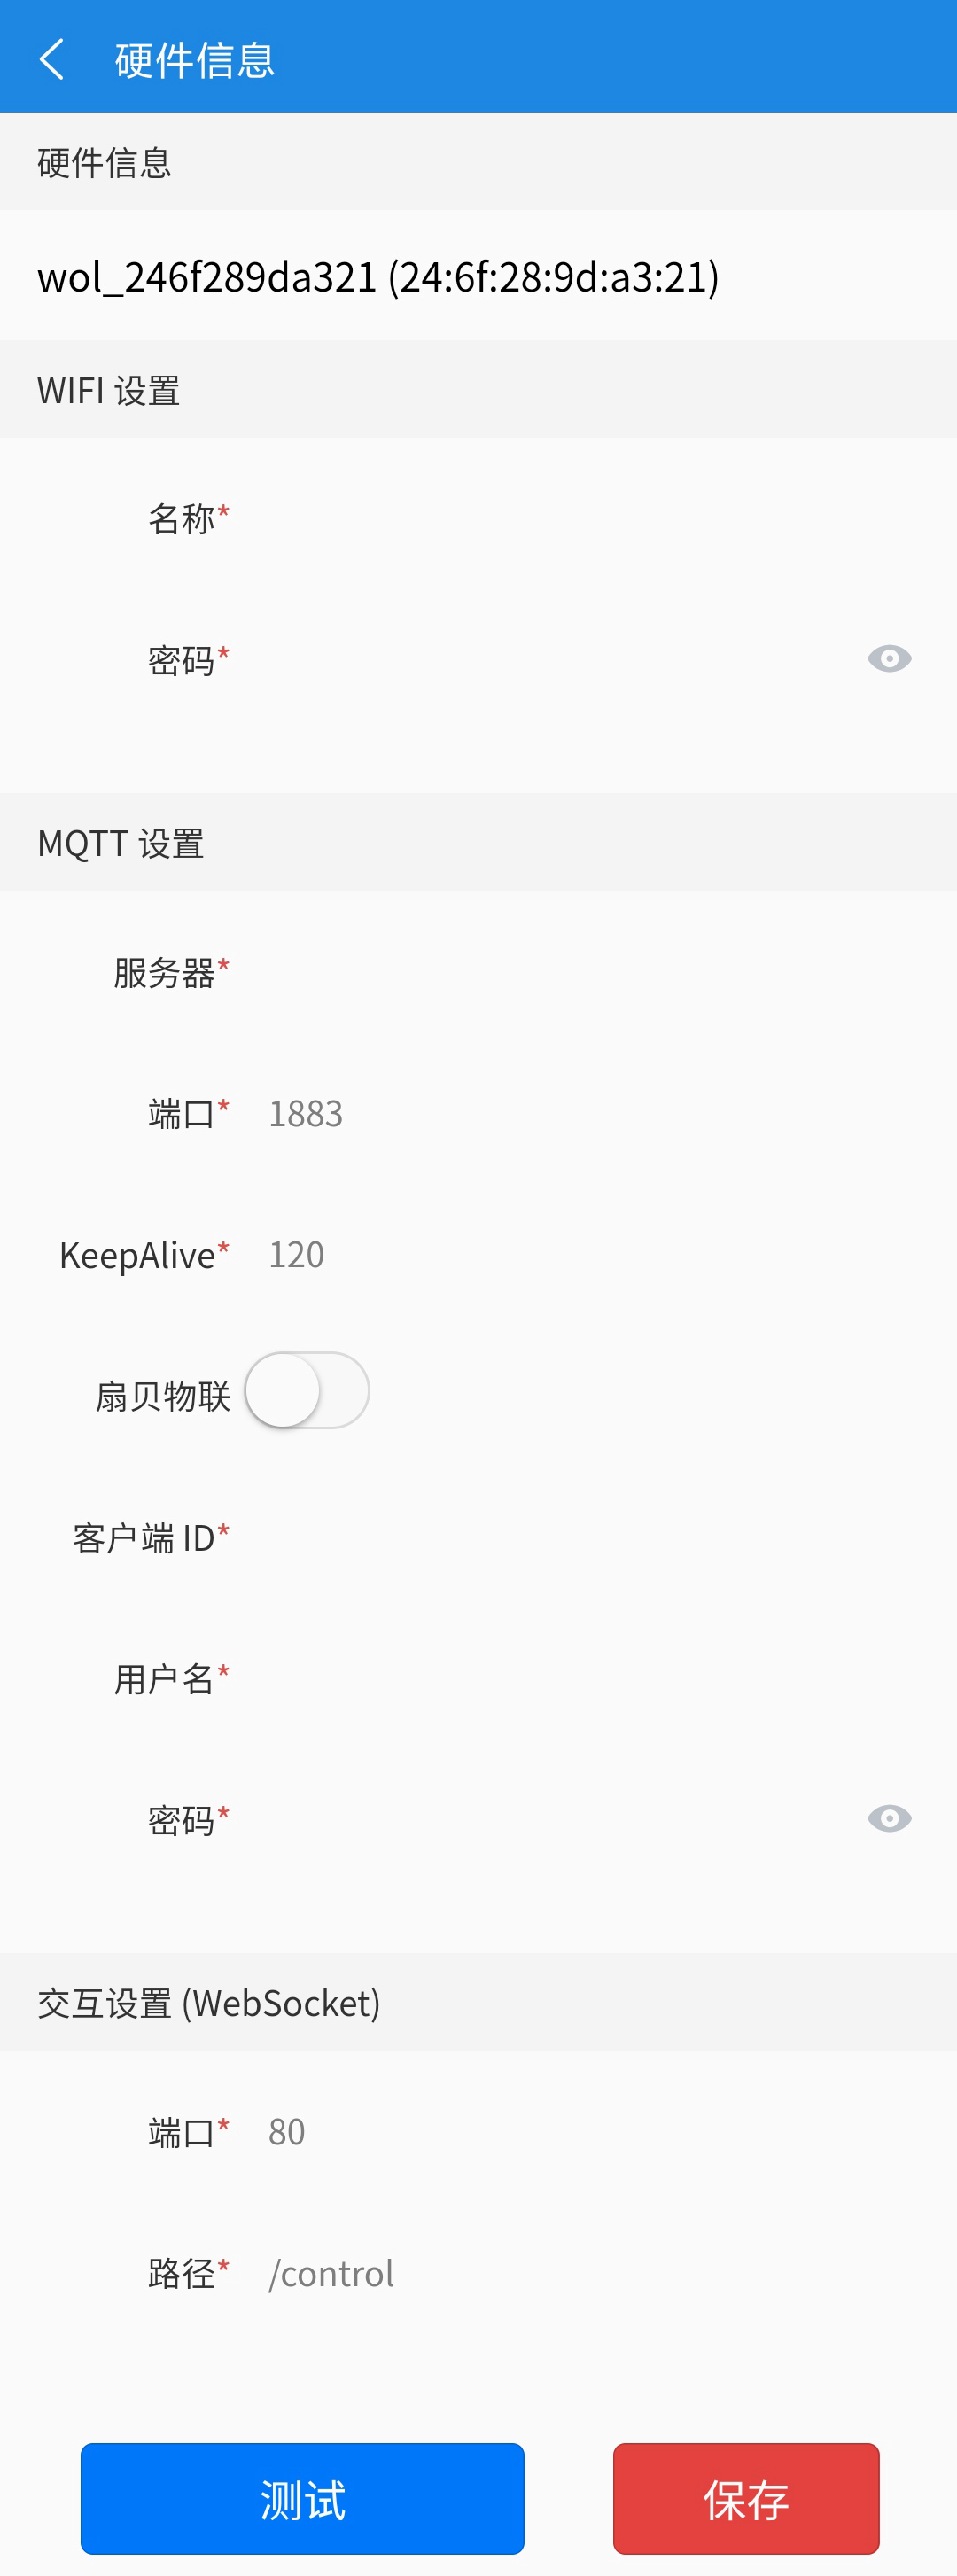 硬件信息
硬件信息
wol_246f289da321 (24:6f:28:9d:a3:21)
WIFI 设置
名称*
密码*
MQTT 设置
服务器*
端口* 1883
KeepAlive* 120
扇贝物联
客户端 ID*
用户名*
密码*
交互设置 (WebSocket)
端口* 80
路径* /control
测试 保存